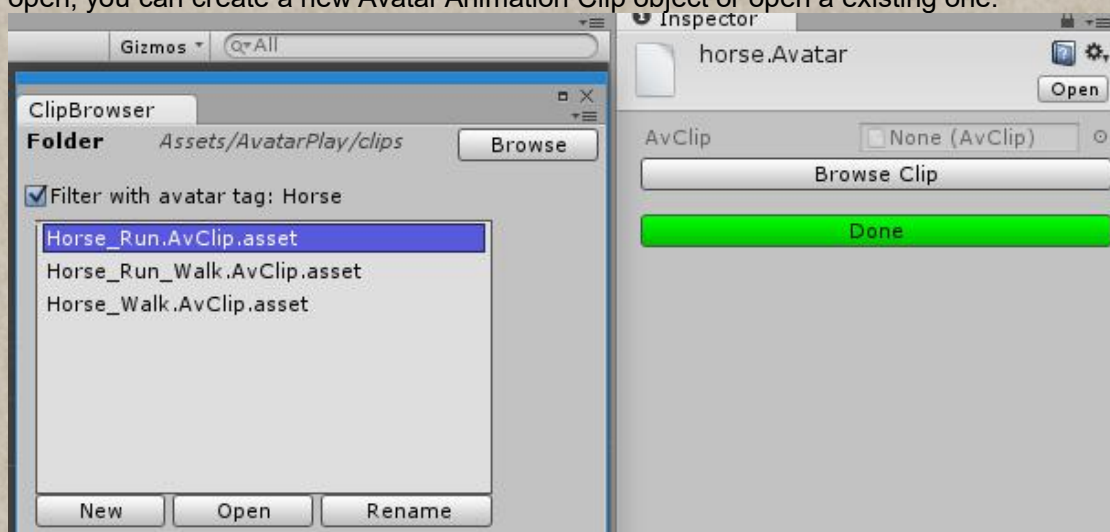 open, you can create a new Avatar Animation Clip object or open a existing one.
Gizmos All
ClipBrowser
Folder Assets/AvatarPlay/clips Browse
Filter with avatar tag: Horse
Horse_Run.AvClip.asset
Horse_Run_Walk.AvClip.asset
Horse_Walk.AvClip.asset
New Open Rename
Inspector
horse.Avatar
Open
AvClip None (AvClip)
Browse Clip
Done